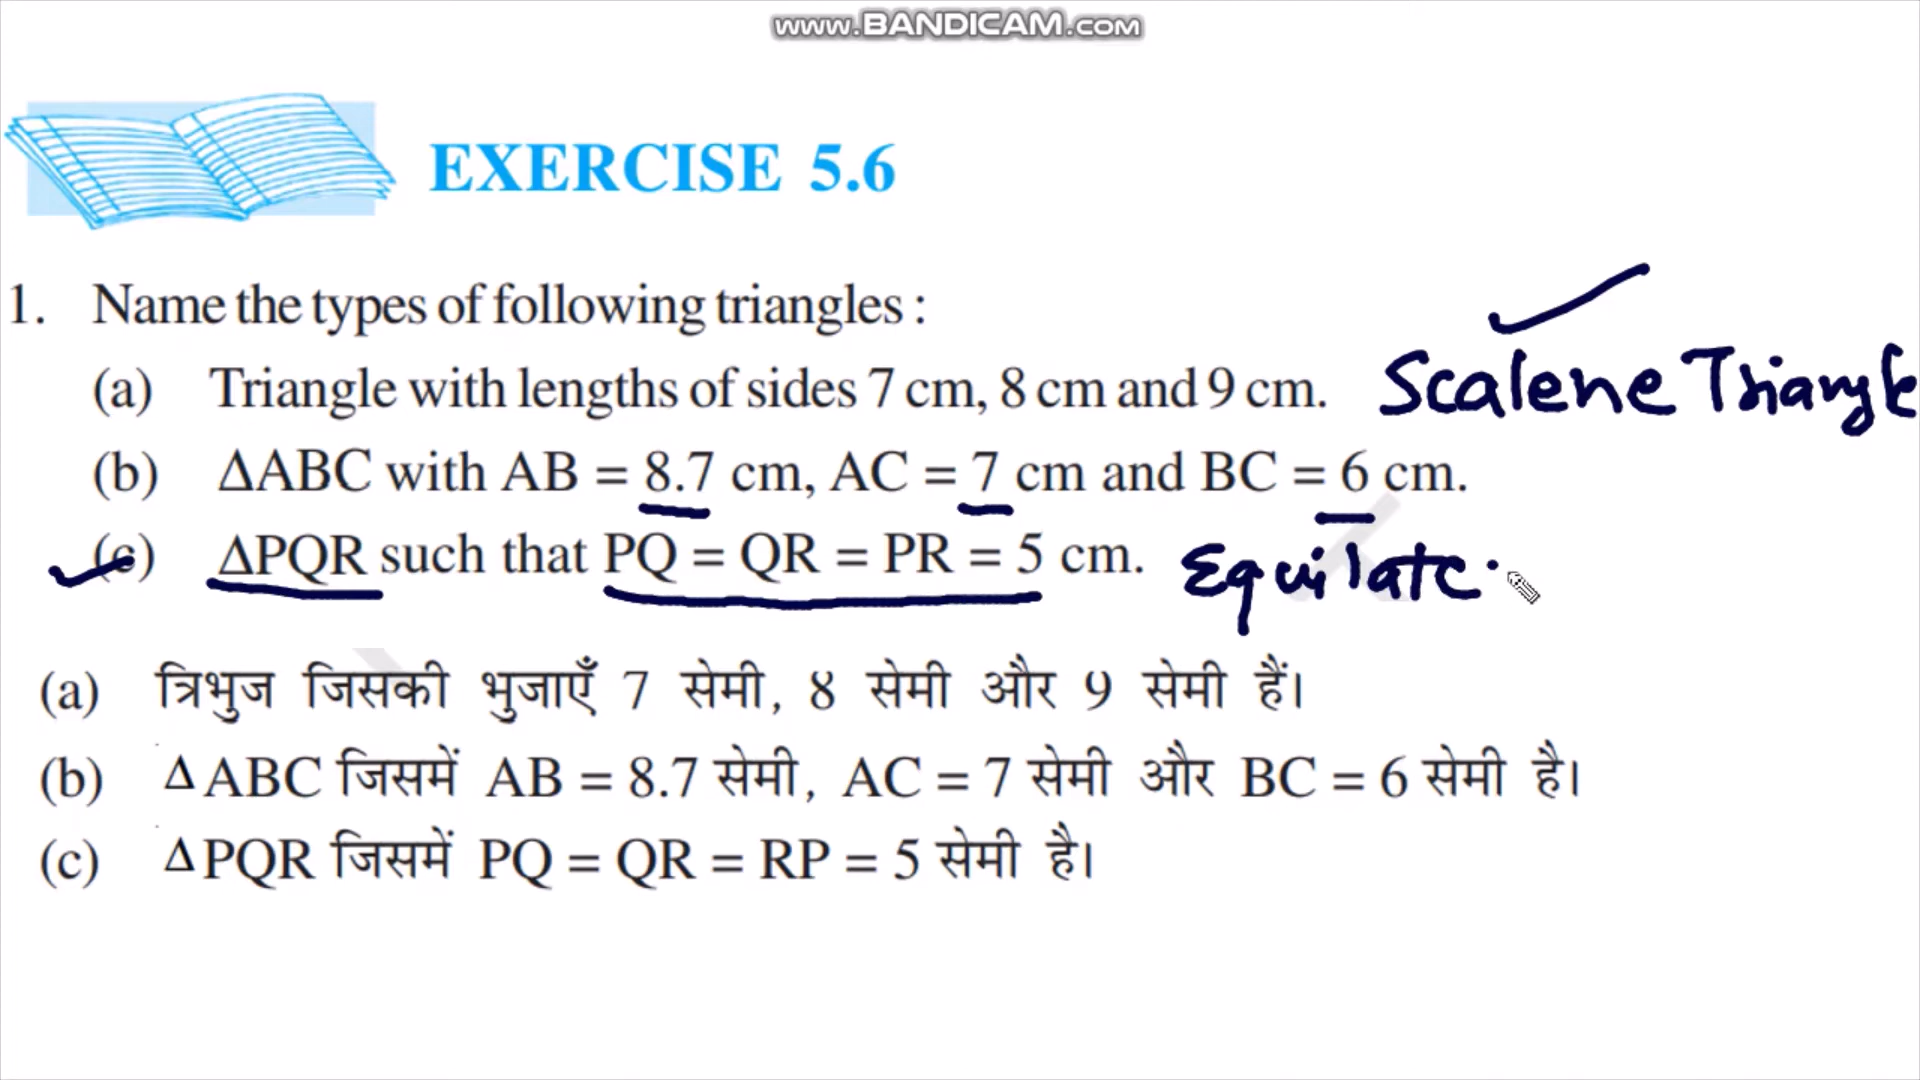 www.BANDICAM.com
EXERCISE 5.6
1. Name the types of following triangles :
(a) Triangle with lengths of sides 7 cm, 8 cm and 9 cm. Scalene Triangle
(b) ΔABC with AB = 8.7 cm, AC = 7 cm and BC = 6 cm.
(c) ΔPQR such that PQ = QR = PR = 5 cm. Equilate
(a) त्रिभुज जिसकी भुजाएँ 7 सेमी, 8 सेमी और 9 सेमी हैं।
(b) ΔABC जिसमें AB = 8.7 सेमी, AC = 7 सेमी और BC = 6 सेमी है।
(c) ΔPQR जिसमें PQ = QR = RP = 5 सेमी है।